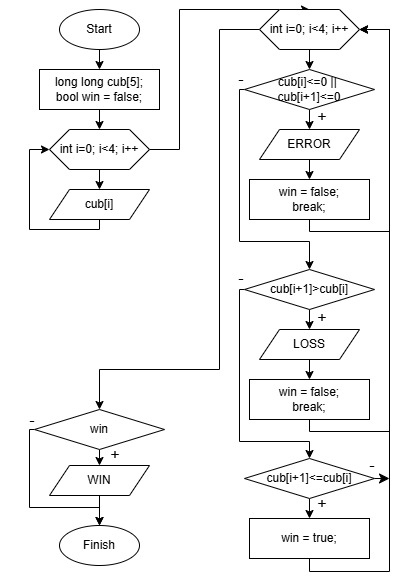 Start
long long cub[5];
bool win = false;
int i=0; i<4; i++
cub[i]
int i=0; i<4; i++
-
cub[i]<=0 ||
cub[i+1]<=0
+
ERROR
win = false;
break;
-
cub[i+1]>cub[i]
+
LOSS
win = false;
break;
cub[i+1]<=cub[i]
-
+
win = true;
-
win
+
WIN
Finish